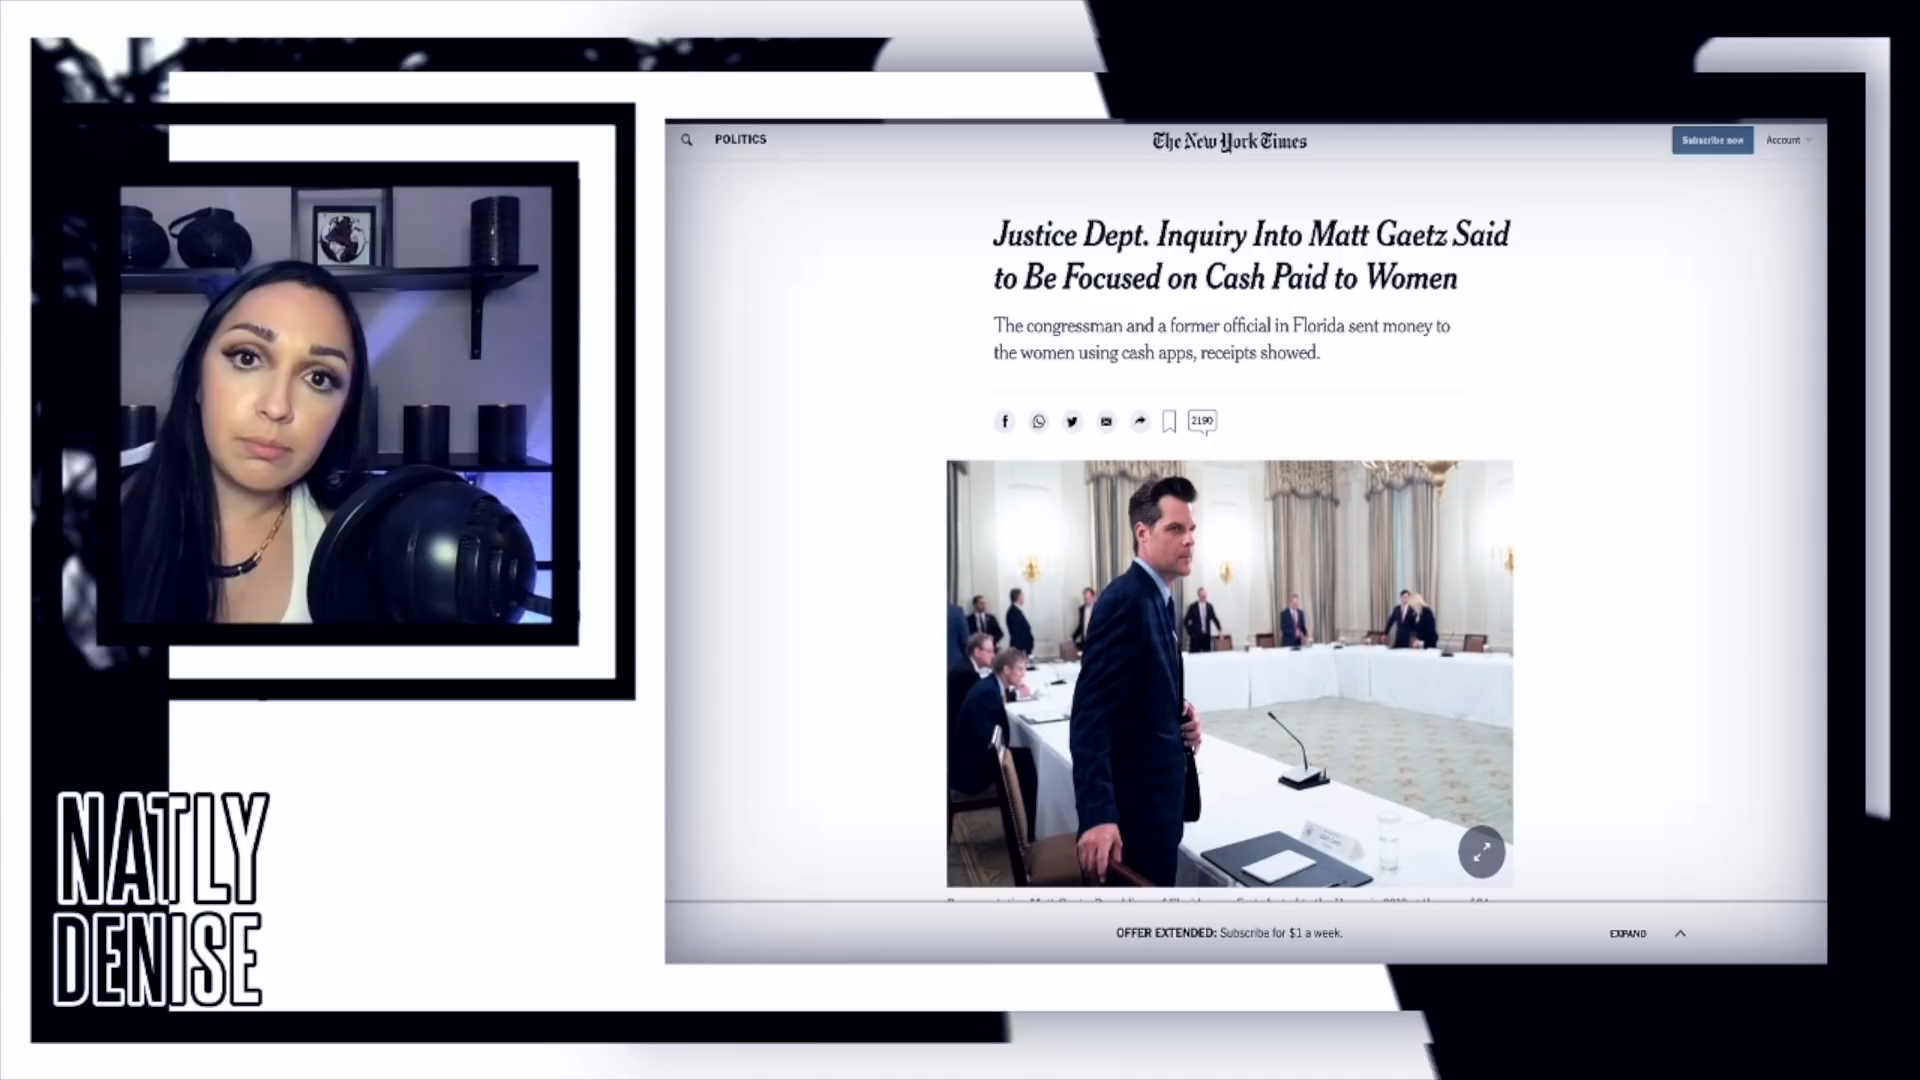 POLITICS
The New York Times
Subscribe now
Account
Justice Dept. Inquiry Into Matt Gaetz Said
to Be Focused on Cash Paid to Women
The congressman and a former official in Florida sent money to
the women using cash apps, receipts showed.
2190
OFFER EXTENDED: Subscribe for $1 a week.
EXPAND
NATLY
DENISE